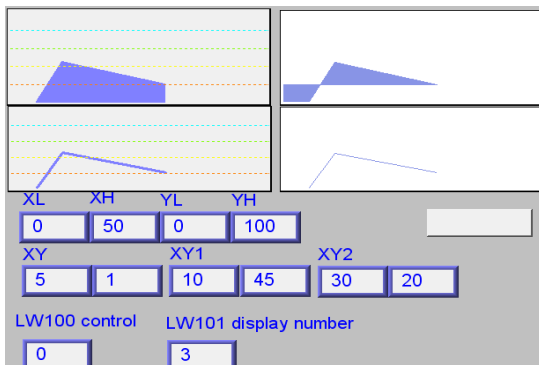 XL XH YL YH
0 50 0 100
XY XY1 XY2
5 1 10 45 30 20
LW100 control LW101 display number
0 3